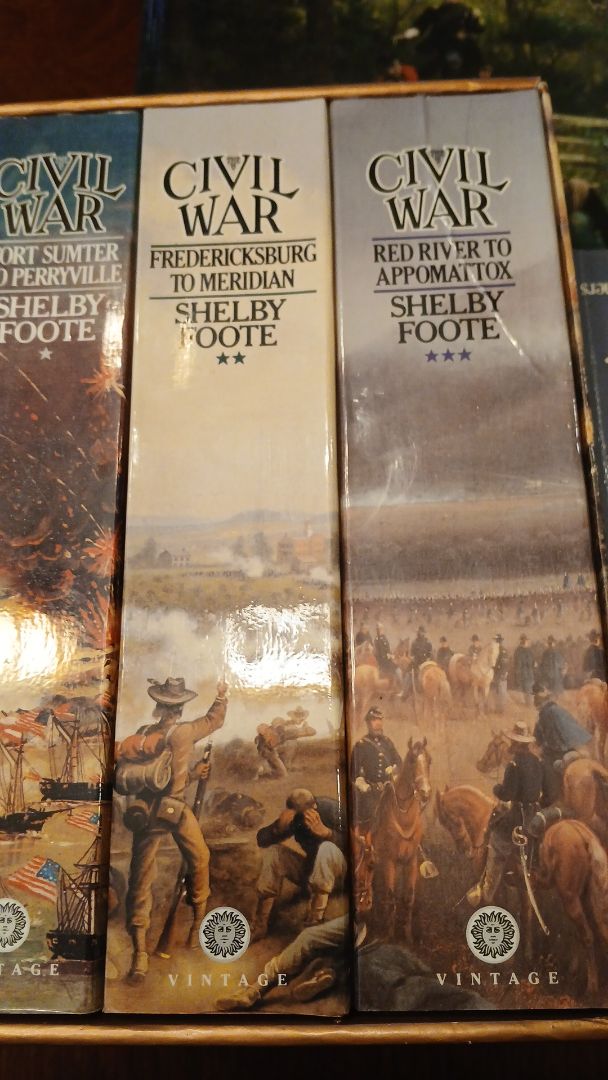 CIVIL
WAR
ORT SUMTER
O PERRYVILLE
SHELBY
FOOTE
TAGE
CIVIL
WAR
FREDERICKSBURG
TO MERIDIAN
SHELBY
FOOTE
VINTAGE
CIVIL
WAR
RED RIVER TO
APPOMATTOX
SHELBY
FOOTE
VINTAGE